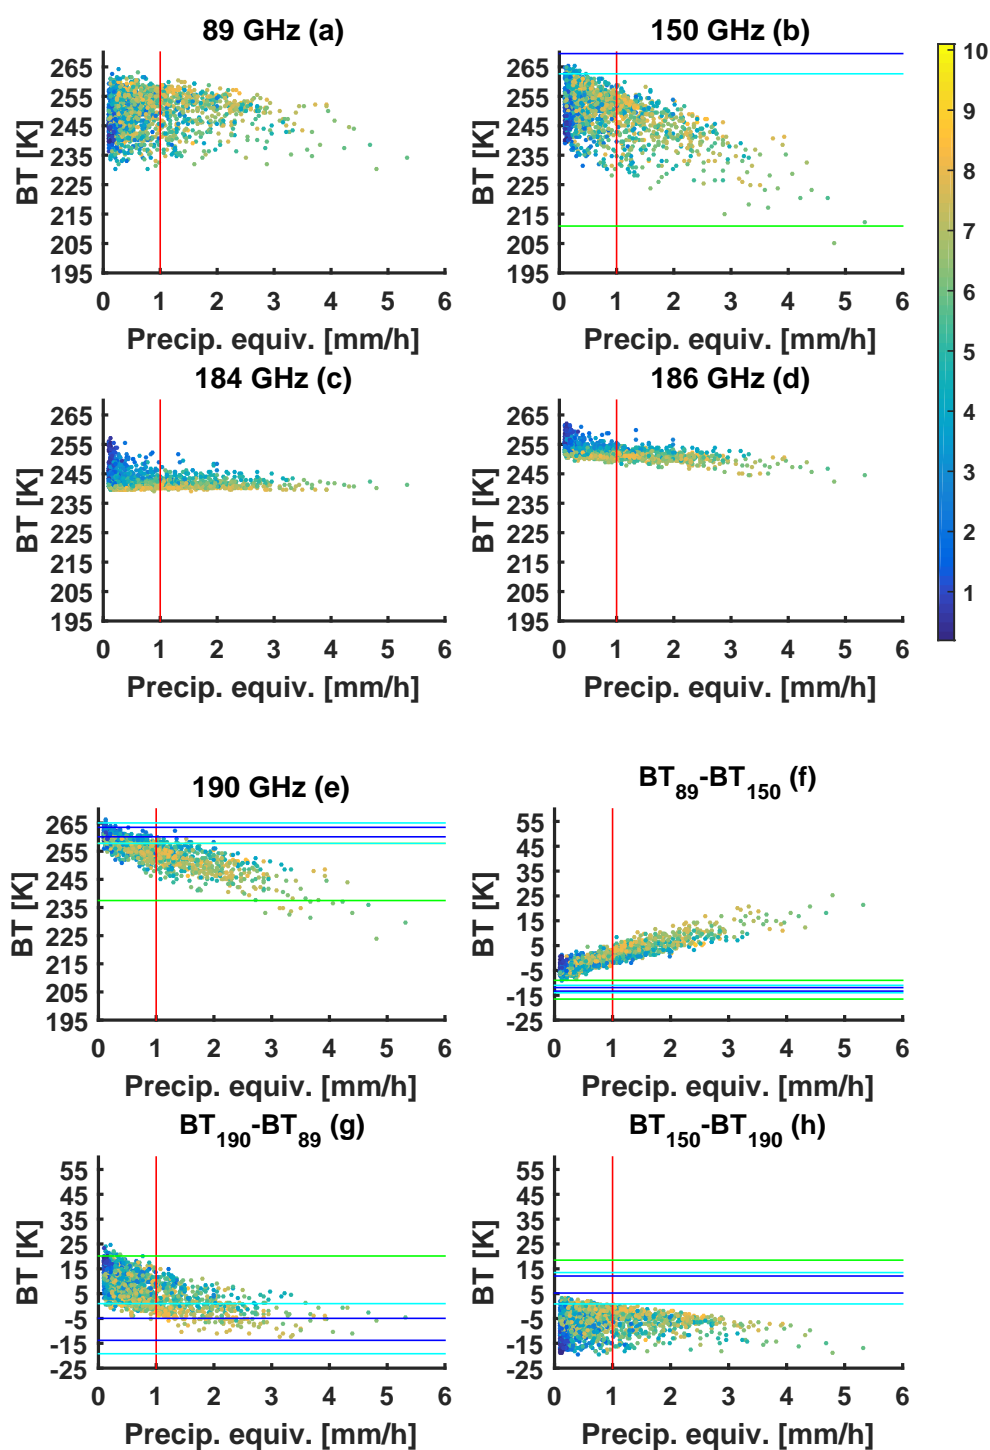 89 GHz (a)
265
255
245
235
225
215
205
195
BT [K]
0 1 2 3 4 5 6
Precip. equiv. [mm/h]
150 GHz (b)
265
255
245
235
225
215
205
195
BT [K]
0 1 2 3 4 5 6
Precip. equiv. [mm/h]
10
9
8
7
6
5
4
3
2
1
184 GHz (c)
265
255
245
235
225
215
205
195
BT [K]
0 1 2 3 4 5 6
Precip. equiv. [mm/h]
186 GHz (d)
265
255
245
235
225
215
205
195
BT [K]
0 1 2 3 4 5 6
Precip. equiv. [mm/h]
190 GHz (e)
265
255
245
235
225
215
205
195
BT [K]
0 1 2 3 4 5 6
Precip. equiv. [mm/h]
BT89-BT150 (f)
55
45
35
25
15
5
-5
-15
-25
BT [K]
0 1 2 3 4 5 6
Precip. equiv. [mm/h]
BT190-BT89 (g)
55
45
35
25
15
5
-5
-15
-25
BT [K]
0 1 2 3 4 5 6
Precip. equiv. [mm/h]
BT150-BT190 (h)
55
45
35
25
15
5
-5
-15
-25
BT [K]
0 1 2 3 4 5 6
Precip. equiv. [mm/h]